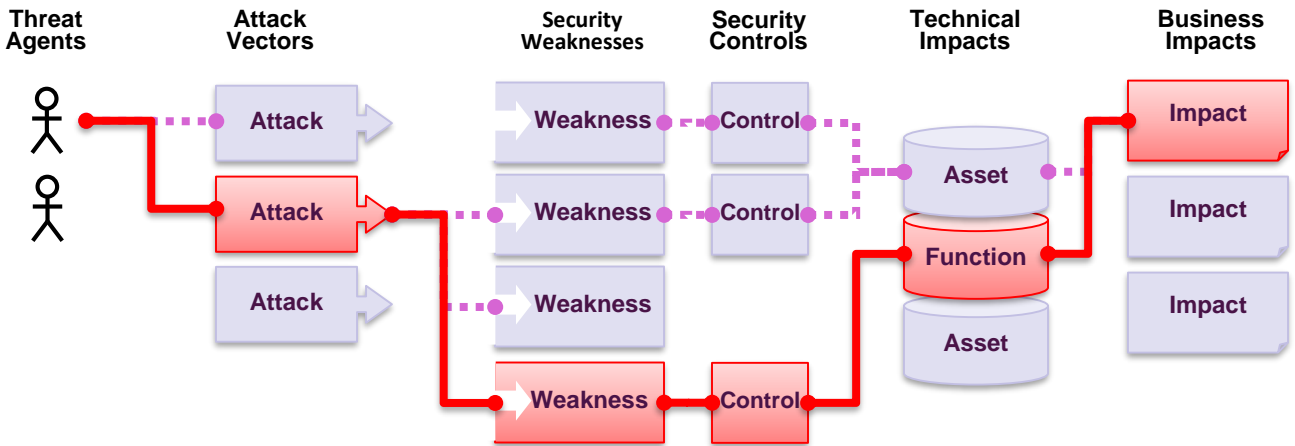 Threat
Agents
Attack
Vectors
Security
Weaknesses
Security
Controls
Technical
Impacts
Business
Impacts
Attack
Weakness
Control
Impact
Asset
Attack
Weakness
Control
Impact
Function
Attack
Weakness
Impact
Asset
Weakness
Control